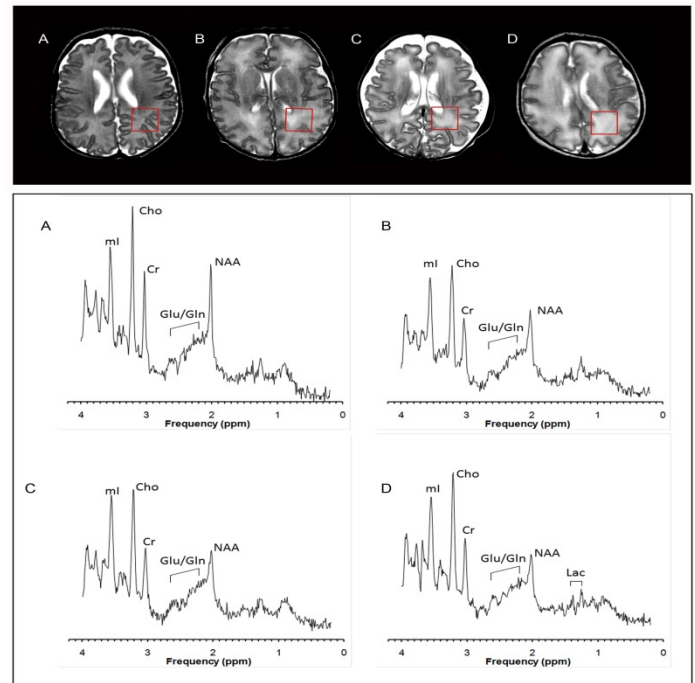 A B C D
A
Cho
mI
Cr
NAA
Glu/Gln
4 3 2 1 0
Frequency (ppm)
B
Cho
mI
Cr
NAA
Glu/Gln
4 3 2 1 0
Frequency (ppm)
C
mI
Cho
Cr
Glu/Gln
NAA
4 3 2 1 0
Frequency (ppm)
D
Cho
mI
Cr
Glu/Gln
NAA
Lac
4 3 2 1 0
Frequency (ppm)